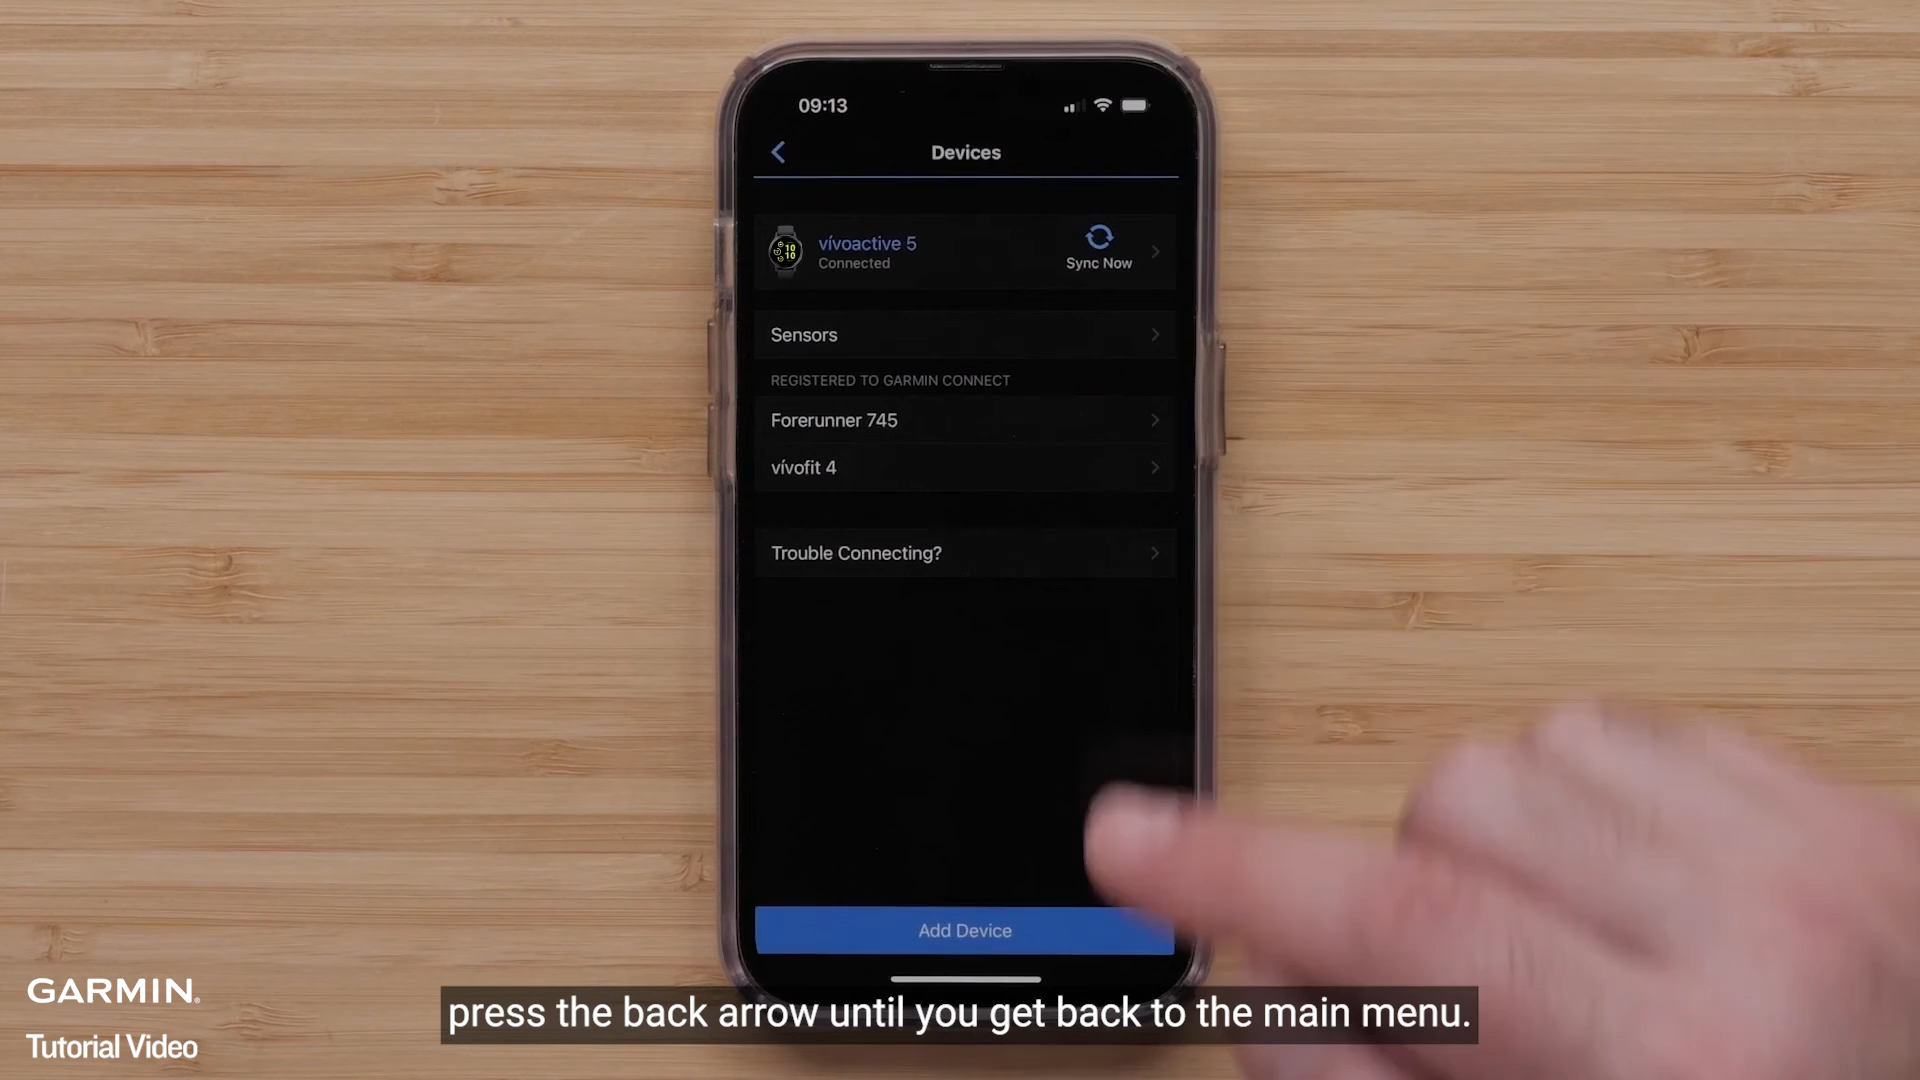 09:13
Devices
vívoactive 5
Connected
Sync Now
Sensors
REGISTERED TO GARMIN CONNECT
Forerunner 745
vívofit 4
Trouble Connecting?
Add Device
GARMIN
Tutorial Video
press the back arrow until you get back to the main menu.